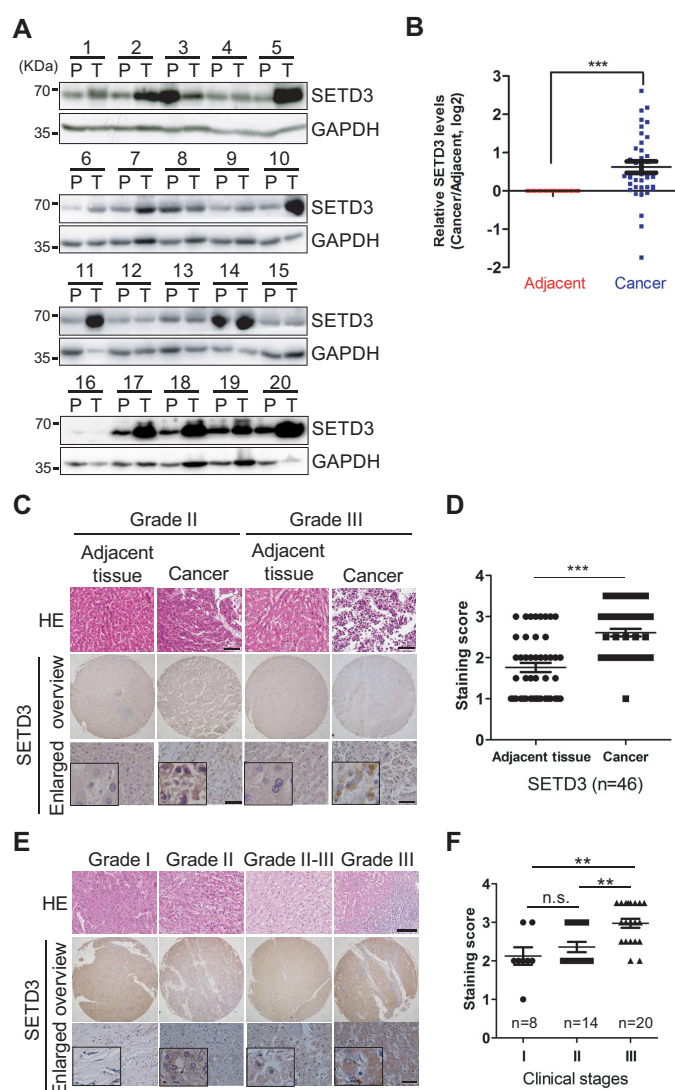 A
1 2 3 4 5
(KDa) P T P T P T P T P T
70 SETD3
35 GAPDH
6 7 8 9 10
P T P T P T P T P T
70 SETD3
35 GAPDH
11 12 13 14 15
P T P T P T P T P T
70 SETD3
35 GAPDH
16 17 18 19 20
P T P T P T P T P T
70 SETD3
35 GAPDH
B
Relative SETD3 levels
(Cancer/Adjacent, log2)
***
3
2
1
0
-1
-2
Adjacent Cancer
C
Grade II Grade III
Adjacent tissue Cancer Adjacent tissue Cancer
HE
SETD3
overview
Enlarged
D
Staining score
***
4
3
2
1
0
Adjacent tissue Cancer
SETD3 (n=46)
E
Grade I Grade II Grade II-III Grade III
HE
SETD3
overview
Enlarged
F
Staining score
**
n.s. **
4
3
2
1
0
n=8 n=14 n=20
I II III
Clinical stages